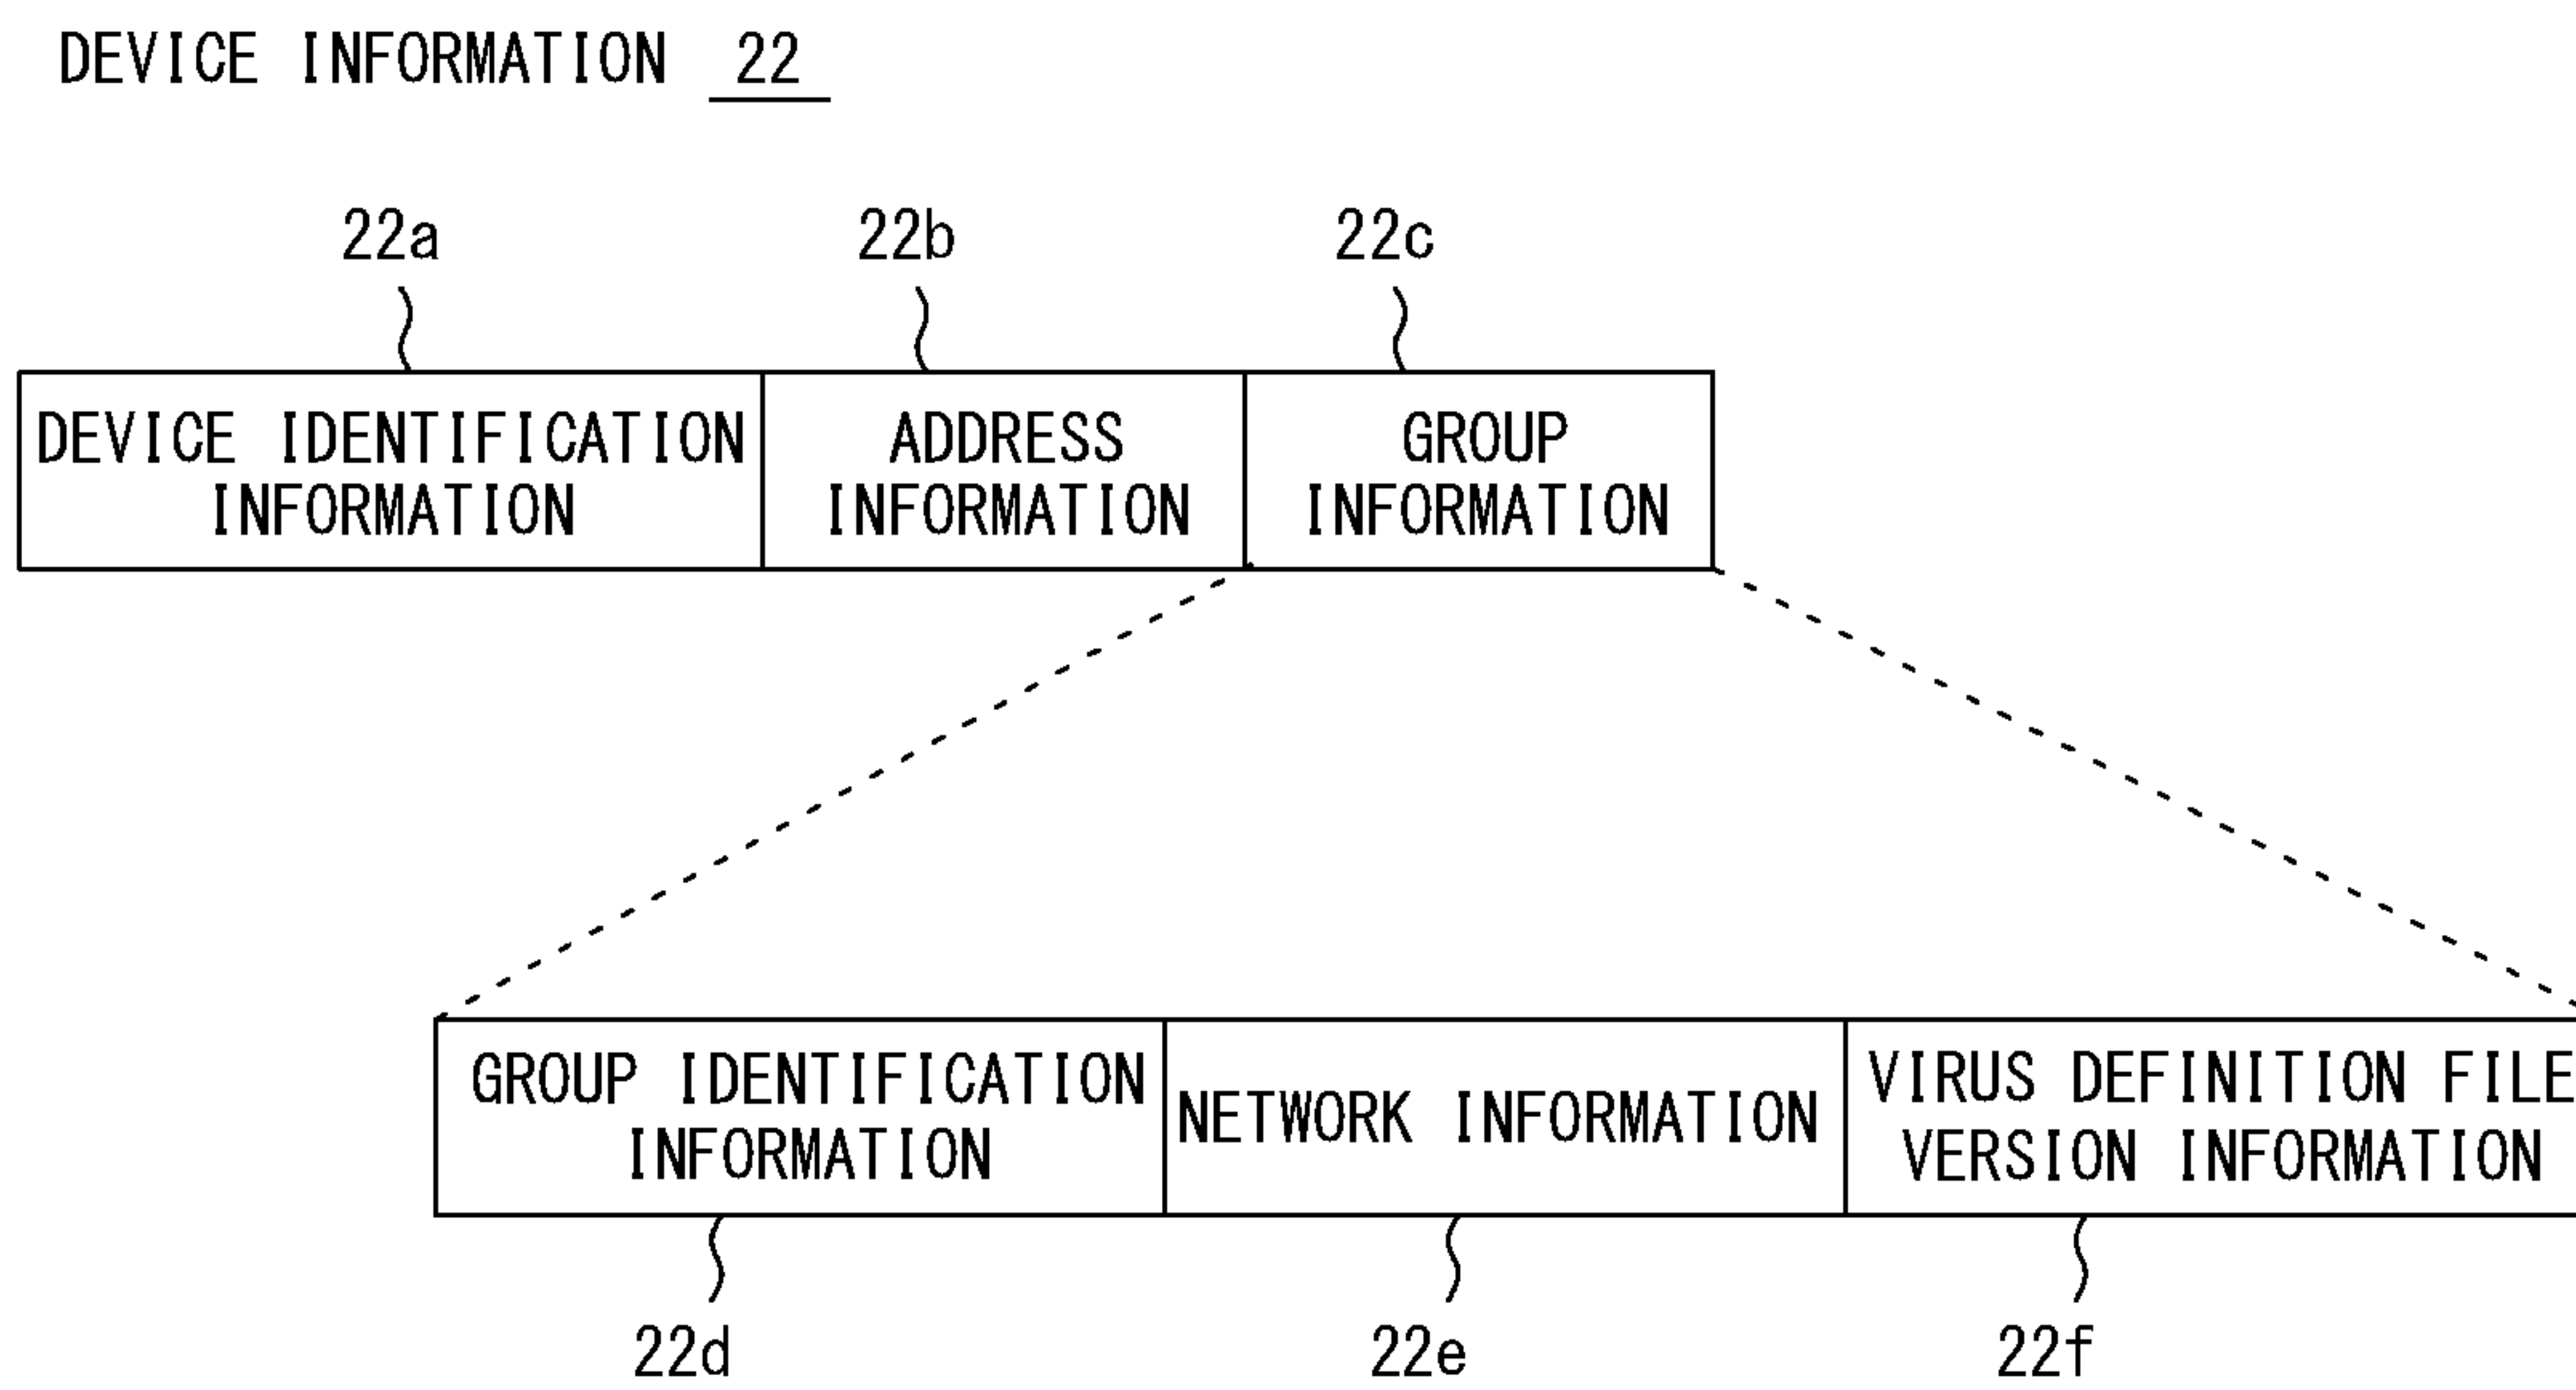 DEVICE INFORMATION 22
22a 22b 22c
DEVICE IDENTIFICATION
INFORMATION
ADDRESS
INFORMATION
GROUP
INFORMATION
GROUP IDENTIFICATION
INFORMATION
NETWORK INFORMATION
VIRUS DEFINITION FILE
VERSION INFORMATION
22d 22e 22f